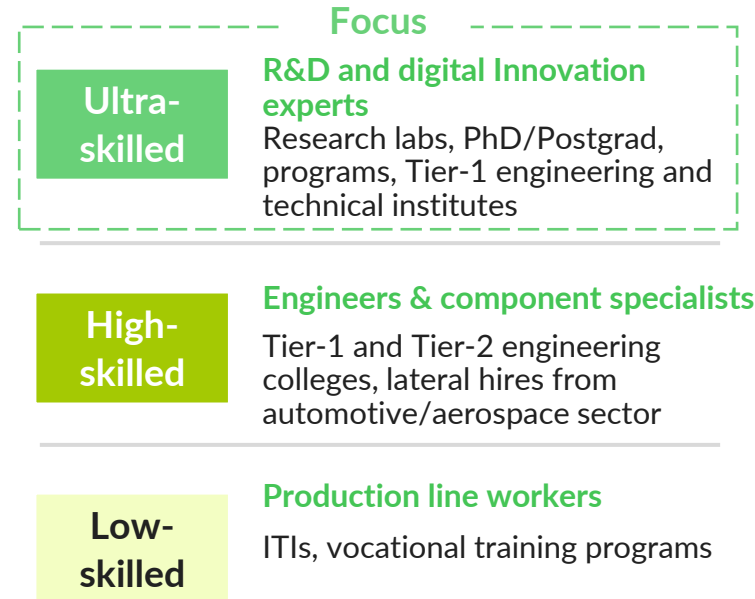 Focus
Ultra-
skilled
R&D and digital Innovation
experts
Research labs, PhD/Postgrad,
programs, Tier-1 engineering and
technical institutes
High-
skilled
Engineers & component specialists
Tier-1 and Tier-2 engineering
colleges, lateral hires from
automotive/aerospace sector
Low-
skilled
Production line workers
ITIs, vocational training programs